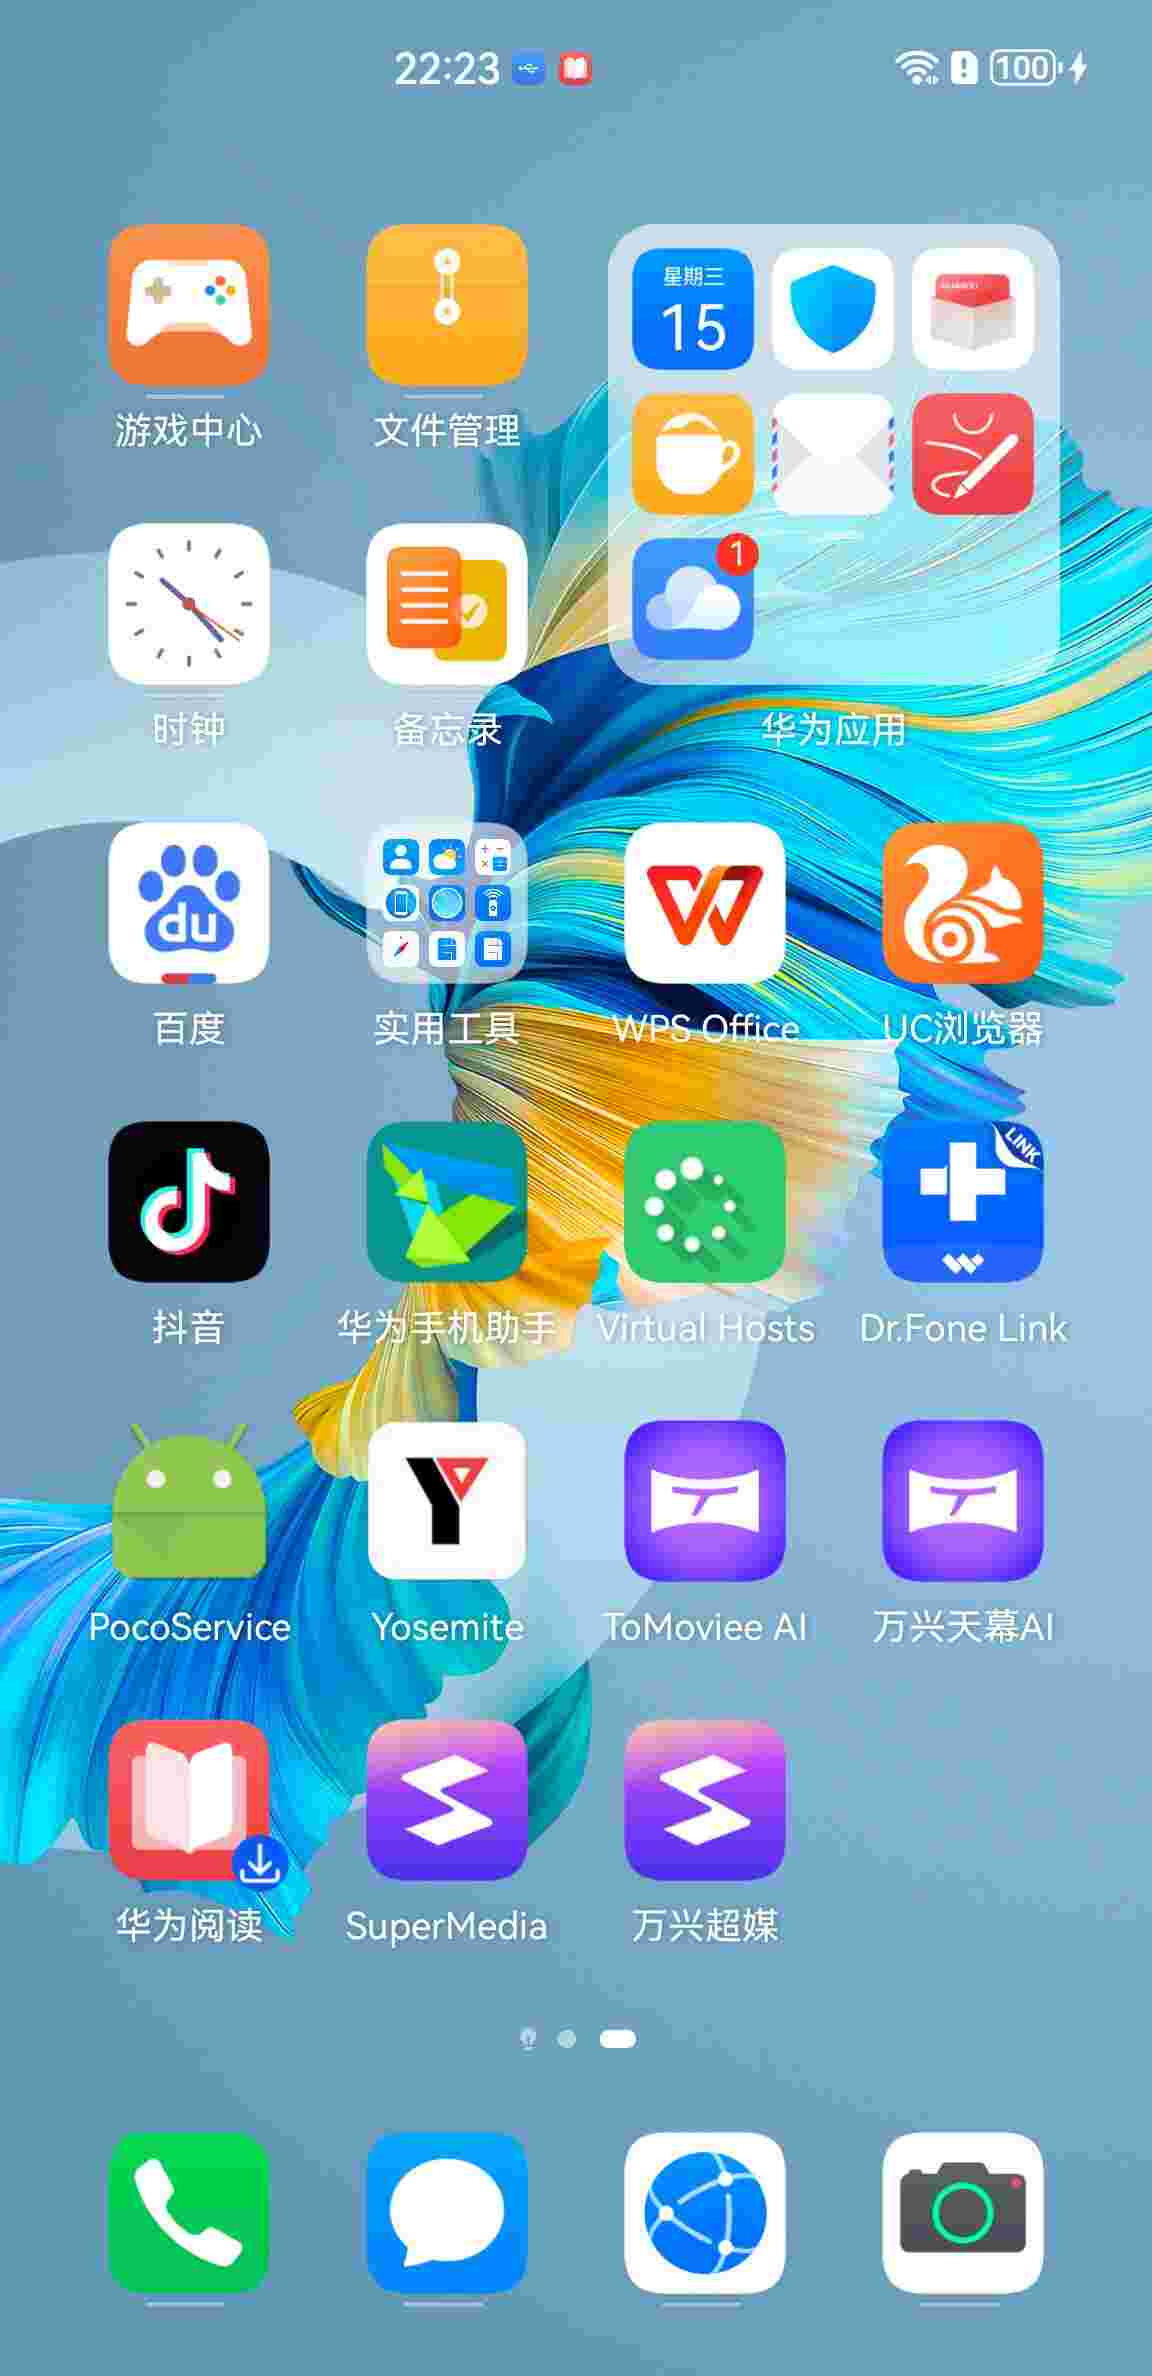 22:23
100
星期三
15
HUAWEI
1
游戏中心
文件管理
时钟
备忘录
华为应用
du
百度
实用工具
WPS Office
UC浏览器
LINK
抖音
华为手机助手
Virtual Hosts
Dr.Fone Link
PocoService
Yosemite
ToMoviee AI
万兴天幕AI
华为阅读
SuperMedia
万兴超媒